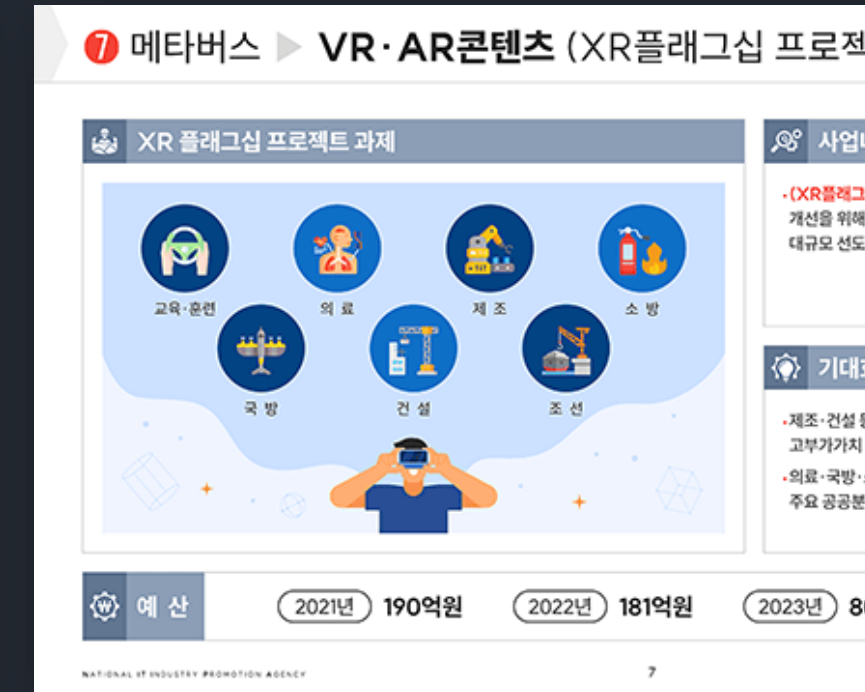 7 메타버스 ▶ VR·AR콘텐츠 (XR플래그십 프로젝
XR 플래그십 프로젝트 과제
교육·훈련
의 료
제 조
소 방
국 방
건 설
조 선
사업
·(XR플래그
개선을 위해
대규모 선도
기대
·제조·건설
고부가가치
·의료·국방·
주요 공공분
예 산
2021년 190억원 2022년 181억원 2023년
NATIONAL IT INDUSTRY PROMOTION AGENCY
7